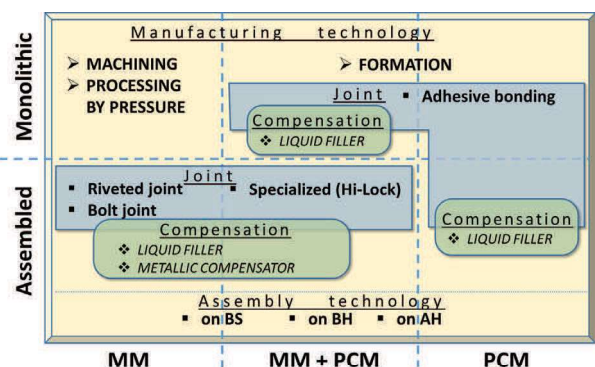 Manufacturing technology
➢ MACHINING
➢ PROCESSING
BY PRESSURE
➢ FORMATION
Joint
▪ Adhesive bonding
Compensation
❖ LIQUID FILLER
Monolithic
Joint
▪ Riveted joint
▪ Specialized (Hi-Lock)
▪ Bolt joint
Compensation
❖ LIQUID FILLER
❖ METALLIC COMPENSATOR
Compensation
❖ LIQUID FILLER
Assembled
Assembly technology
▪ on BS ▪ on BH ▪ on AH
MM MM + PCM PCM